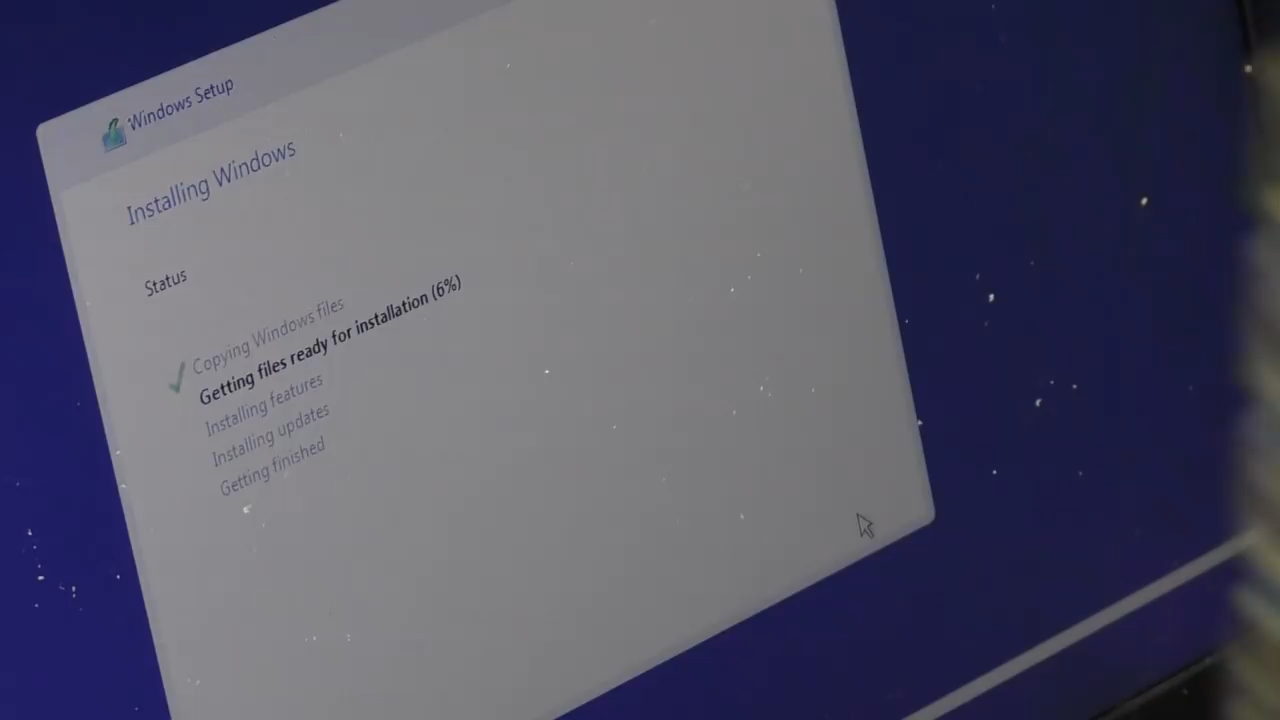 Windows Setup
Installing Windows
Status
Copying Windows files
Getting files ready for installation (6%)
Installing features
Installing updates
Getting finished